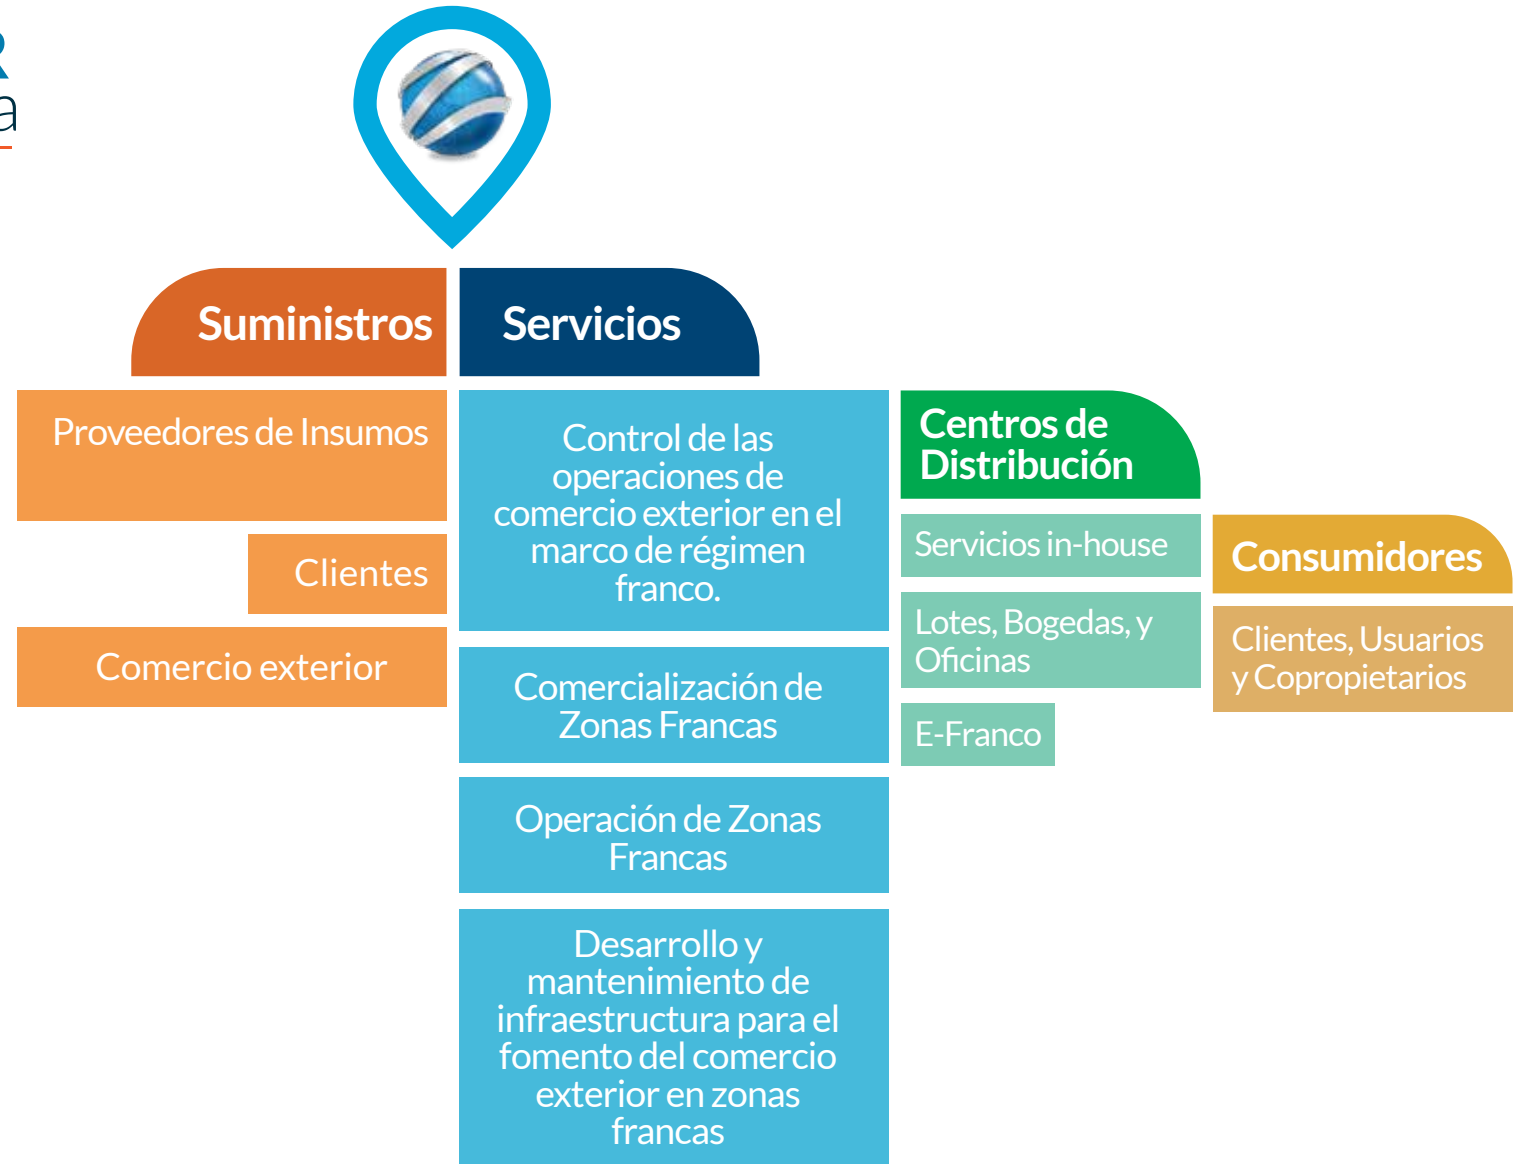 R
a
Suministros
Servicios
Proveedores de Insumos
Clientes
Comercio exterior
Control de las
operaciones de
comercio exterior en el
marco de régimen
franco.
Comercialización de
Zonas Francas
Operación de Zonas
Francas
Desarrollo y
mantenimiento de
infraestructura para el
fomento del comercio
exterior en zonas
francas
Centros de
Distribución
Servicios in-house
Lotes, Bogedas, y
Oficinas
E-Franco
Consumidores
Clientes, Usuarios
y Copropietarios